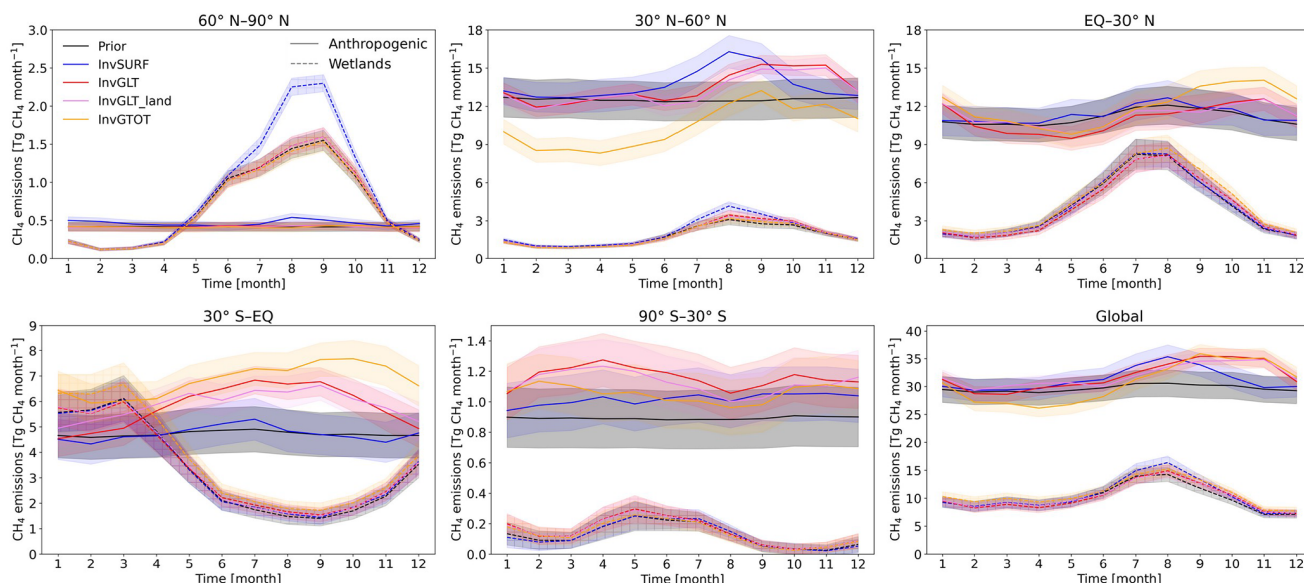 60° N–90° N
3.0
2.5
2.0
1.5
1.0
0.5
0.0
CH₄ emissions [Tg CH₄ month⁻¹]
Prior
InvSURF
InvGLT
InvGLT_land
InvGTOT
Anthropogenic
Wetlands
1 2 3 4 5 6 7 8 9 10 11 12
Time [month]
30° N–60° N
18
15
12
9
6
3
0
CH₄ emissions [Tg CH₄ month⁻¹]
1 2 3 4 5 6 7 8 9 10 11 12
Time [month]
EQ–30° N
18
15
12
9
6
3
0
CH₄ emissions [Tg CH₄ month⁻¹]
1 2 3 4 5 6 7 8 9 10 11 12
Time [month]
30° S–EQ
9
8
7
6
5
4
3
2
1
0
CH₄ emissions [Tg CH₄ month⁻¹]
1 2 3 4 5 6 7 8 9 10 11 12
Time [month]
90° S–30° S
1.4
1.2
1.0
0.8
0.6
0.4
0.2
0.0
CH₄ emissions [Tg CH₄ month⁻¹]
1 2 3 4 5 6 7 8 9 10 11 12
Time [month]
Global
40
35
30
25
20
15
10
5
0
CH₄ emissions [Tg CH₄ month⁻¹]
1 2 3 4 5 6 7 8 9 10 11 12
Time [month]